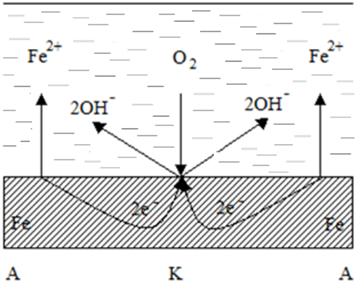 Fe²⁺ O₂ Fe²⁺
2OH⁻ 2OH⁻
Fe 2e⁻ 2e⁻ Fe
A K A